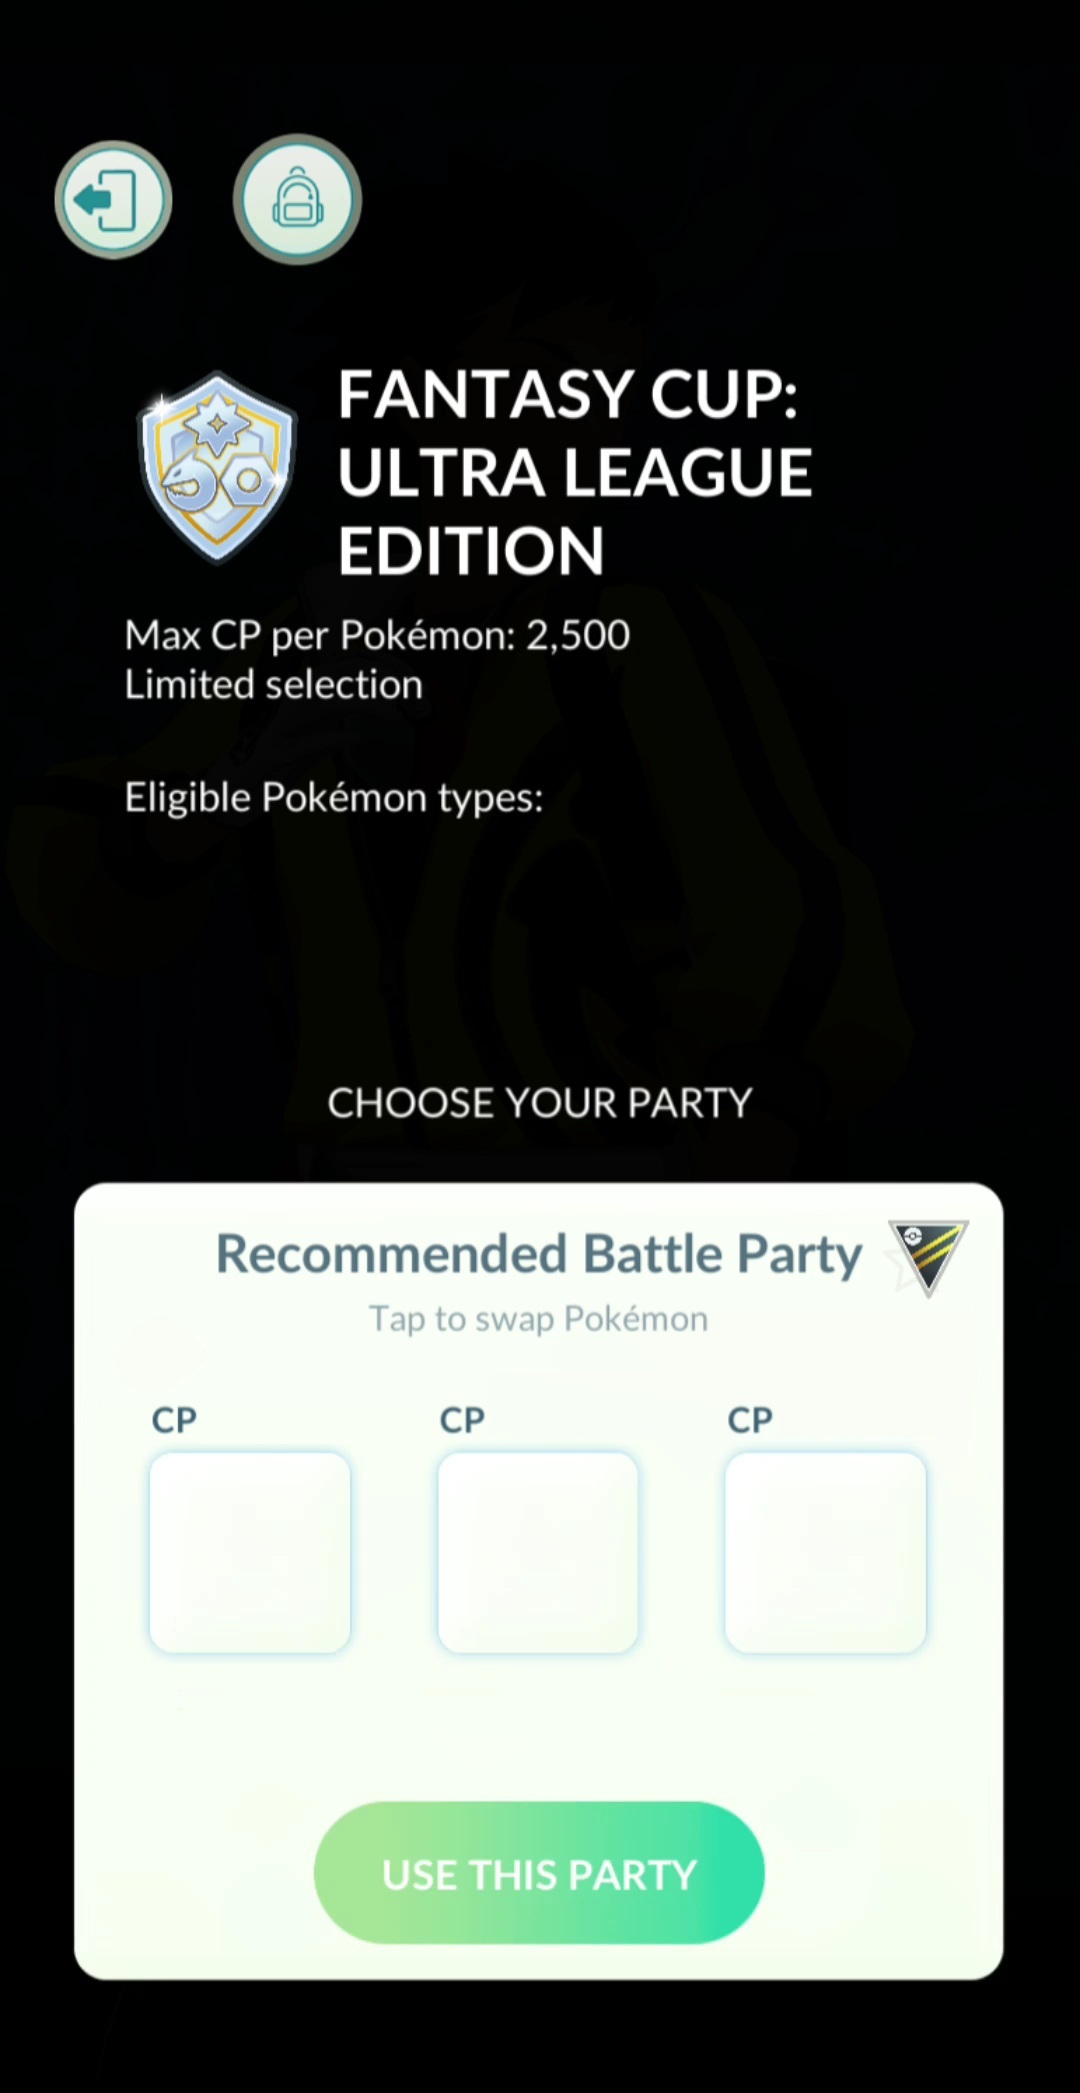 FANTASY CUP:
ULTRA LEAGUE
EDITION
Max CP per Pokémon: 2,500
Limited selection
Eligible Pokémon types:
CHOOSE YOUR PARTY
Recommended Battle Party
Tap to swap Pokémon
CP CP CP
USE THIS PARTY